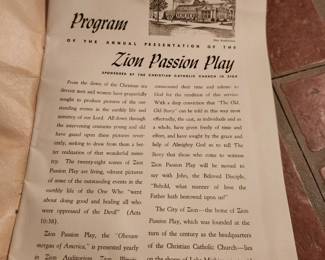 Program
OF THE ANNUAL PRESENTATION OF THE
Zion Passion Play
SPONSORED BY THE CHRISTIAN CATHOLIC CHURCH IN ZION
From the dawn of the Christian era
devout men and women have prayerfully
sought to produce pictures of the out-
standing events in the earthly life and
ministry of our Lord. All down through
the intervening centuries young and old
have gazed upon these pictures rever-
ently, seeking to draw from them a bet-
ter realization of that wonderful minis-
try. The twenty-eight scenes of Zion
Passion Play are living, vibrant pictures
of some of the outstanding events in the
earthly life of the One Who "went
about doing good and healing all who
were oppressed of the Devil" (Acts
10:38).
Zion Passion Play, the "Oberam-
mergau of America," is presented yearly
in Zion Auditorium, Zion, Illinois
consecrated their time and talents to
God for the rendition of this service.
With a deep conviction that "The Old,
Old Story" can be told in this way most
effectually, the cast, as individuals and as
a whole, have given freely of time and
effort, and have sought by the grace and
help of Almighty God so to tell The
Story that those who come to witness
Zion Passion Play will be moved to
say with John, the Beloved Disciple,
"Behold, what manner of love the
Father hath bestowed upon us!"
The City of Zion—the home of Zion
Passion Play, which was founded at the
turn of the century as the headquarters
of the Christian Catholic Church—lies
on the shore of Lake Michigan